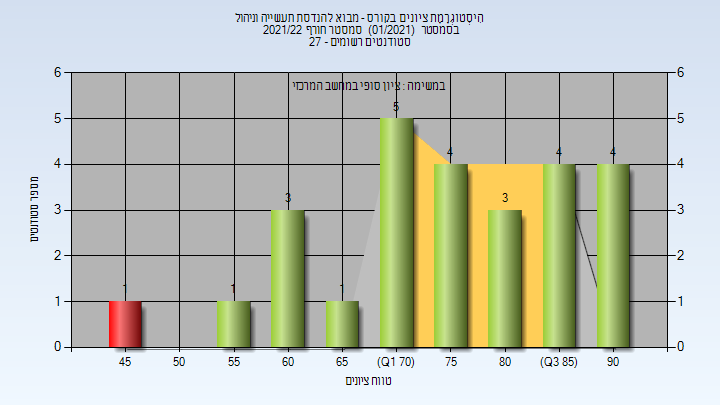 היסטוגרמת ציונים בקורס - מבוא להנדסת תעשייה וניהול
בסמסטר (01/2021) סמסטר חורף 2021/22
סטודנטים רשומים - 27
במשימה : ציון סופי במחשב המרכזי
6 6
5 5
4 4
3 3
2 2
1 1
0 0
מספר סטודנטים
1 1 3 1 5 4 3 4 4
45 50 55 60 65 (Q1 70) 75 80 (Q3 85) 90
טווח ציונים